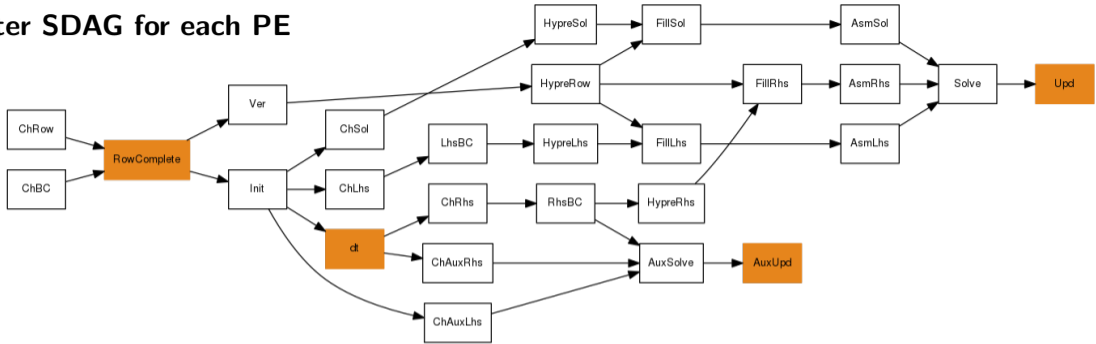 ter SDAG for each PE
HypreSol
FillSol
AsmSol
Ver
HypreRow
FillRhs
AsmRhs
Solve
Upd
ChRow
ChSol
RowComplete
LhsBC
HypreLhs
FillLhs
AsmLhs
ChBC
Init
ChLhs
ChRhs
RhsBC
HypreRhs
dt
ChAuxRhs
AuxSolve
AuxUpd
ChAuxLhs